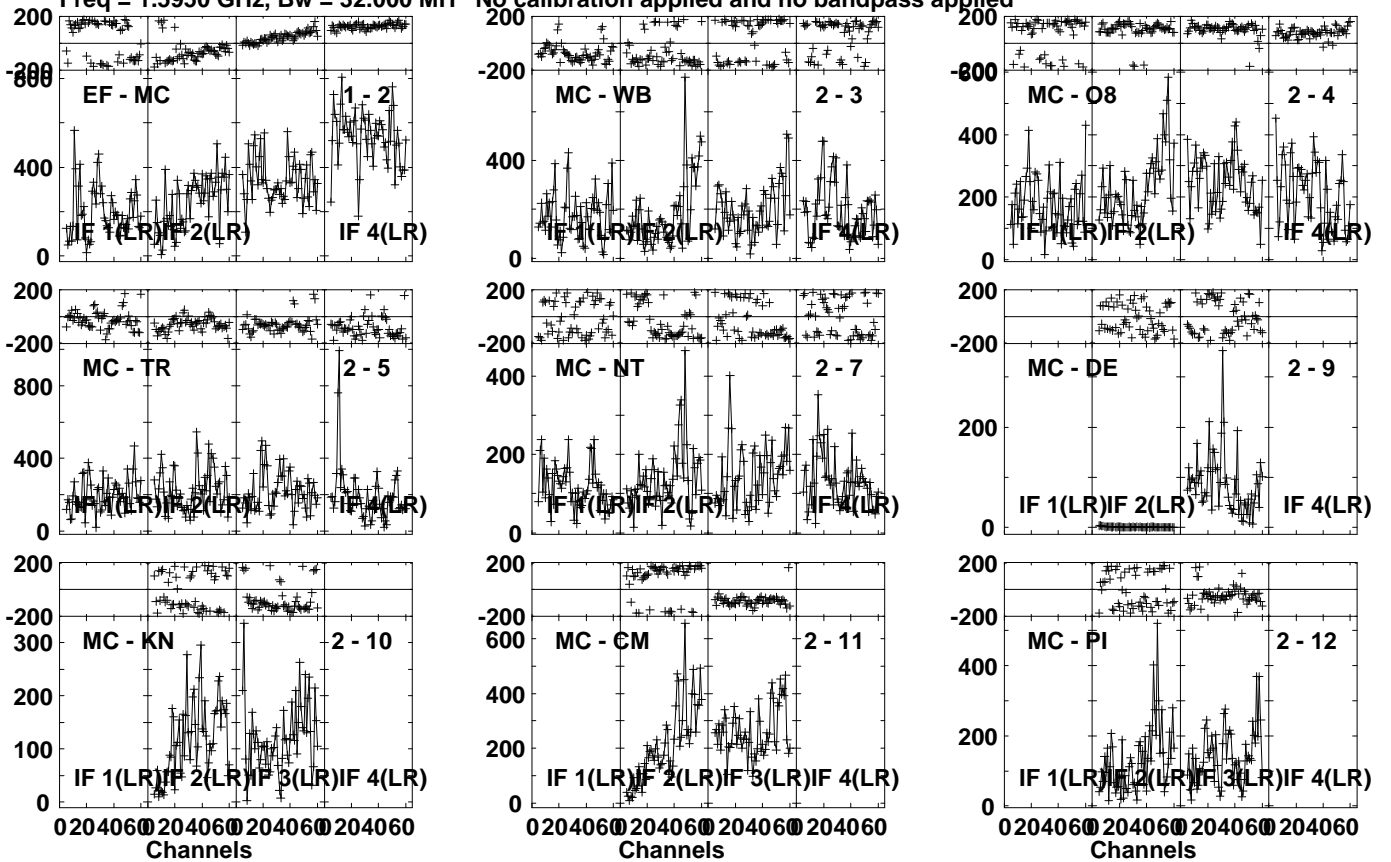 Freq = 1.5950 GHz, Bw = 32.000 MH No calibration applied and no bandpass applied
200
-200
800
400
0
EF - MC
1 - 2
IF 1(LR)
IF 2(LR)
IF 4(LR)
200
-200
400
0
MC - WB
2 - 3
IF 1(LR)
IF 2(LR)
IF 4(LR)
200
-200
600
400
200
0
MC - O8
2 - 4
IF 1(LR)
IF 2(LR)
IF 4(LR)
200
-200
800
400
0
MC - TR
2 - 5
IF 1(LR)
IF 2(LR)
IF 4(LR)
200
-200
400
200
0
MC - NT
2 - 7
IF 1(LR)
IF 2(LR)
IF 4(LR)
200
-200
200
0
MC - DE
2 - 9
IF 1(LR)
IF 2(LR)
IF 4(LR)
200
-200
300
200
100
0
MC - KN
2 - 10
IF 1(LR)
IF 2(LR)
IF 3(LR)
IF 4(LR)
0 20 40 60 0 20 40 60 0 20 40 60 0 20 40 60
Channels
200
-200
600
400
200
0
MC - CM
2 - 11
IF 1(LR)
IF 2(LR)
IF 3(LR)
IF 4(LR)
0 20 40 60 0 20 40 60 0 20 40 60 0 20 40 60
Channels
200
-200
400
200
0
MC - PI
2 - 12
IF 1(LR)
IF 2(LR)
IF 3(LR)
IF 4(LR)
0 20 40 60 0 20 40 60 0 20 40 60 0 20 40 60
Channels